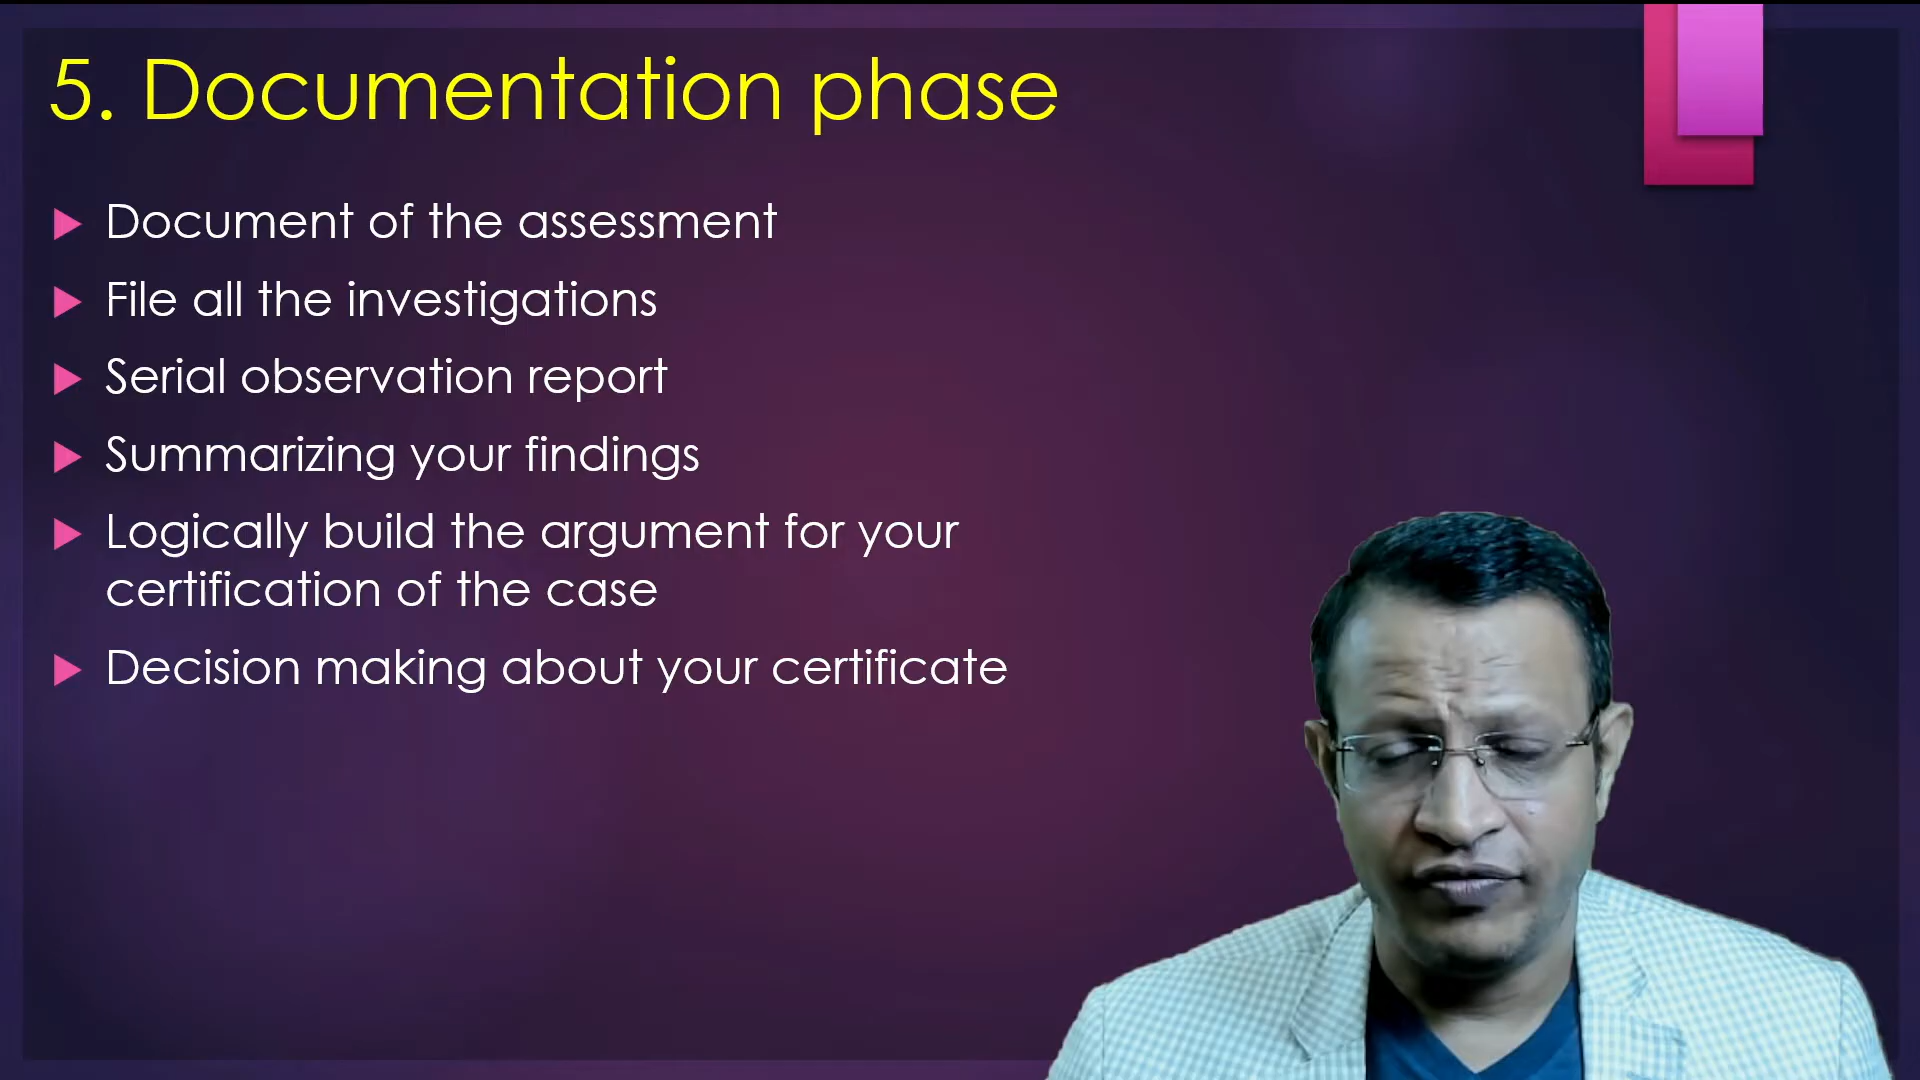 5. Documentation phase
Document of the assessment
File all the investigations
Serial observation report
Summarizing your findings
Logically build the argument for your
certification of the case
Decision making about your certificate